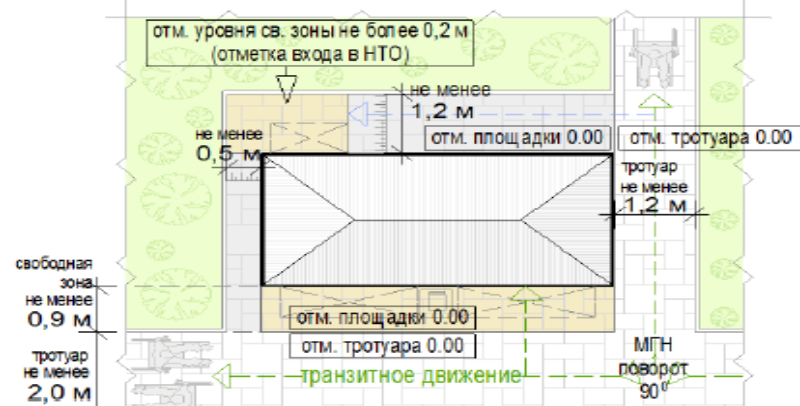 отм. уровня св. зоны не более 0,2 м
(отметка входа в НТО)
не менее
1,2 м
не менее
0,5 м
отм. площадки 0.00
отм. тротуара 0.00
тротуар
не менее
1,2 м
свободная
зона
не менее
0,9 м
отм. площадки 0.00
отм. тротуара 0.00
тротуар
не менее
2,0 м
транзитное движение
МГН
поворот
90⁰